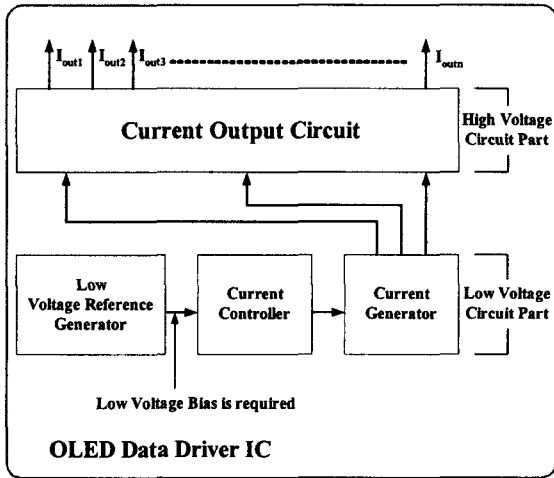 Iout1 Iout2 Iout3 Ioutn
Current Output Circuit
High Voltage
Circuit Part
Low
Voltage Reference
Generator
Current
Controller
Current
Generator
Low Voltage
Circuit Part
Low Voltage Bias is required
OLED Data Driver IC